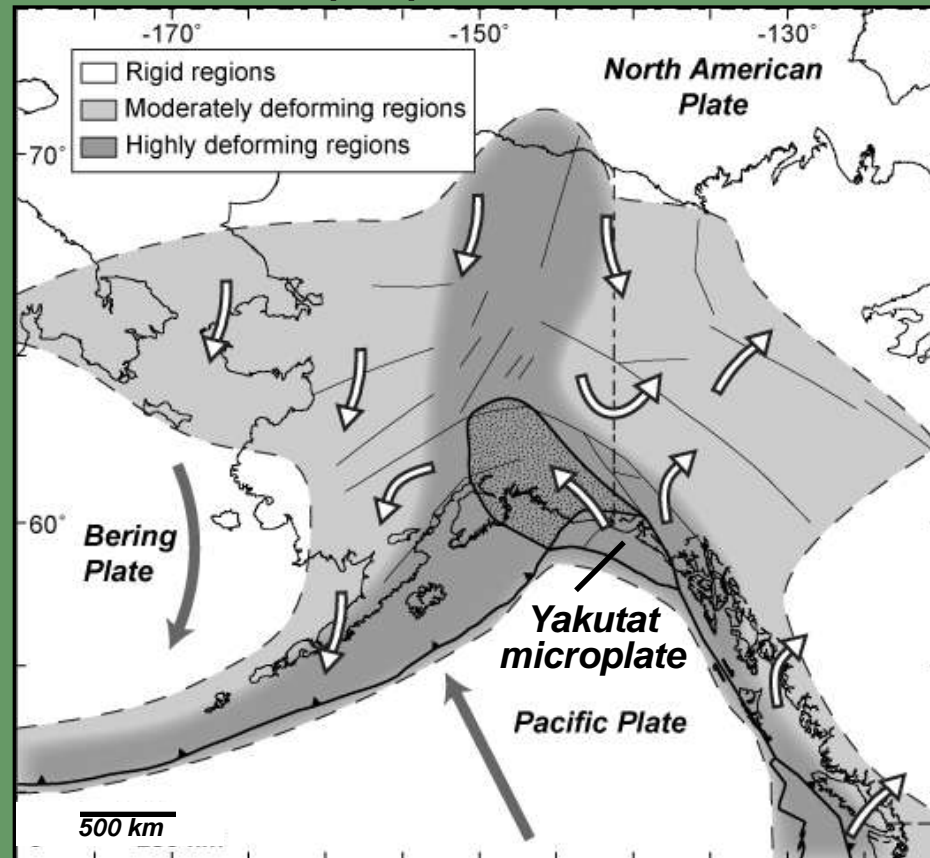 -170°
-150°
-130°
Rigid regions
Moderately deforming regions
Highly deforming regions
North American
Plate
70°
60°
Bering
Plate
Yakutat
microplate
Pacific Plate
500 km